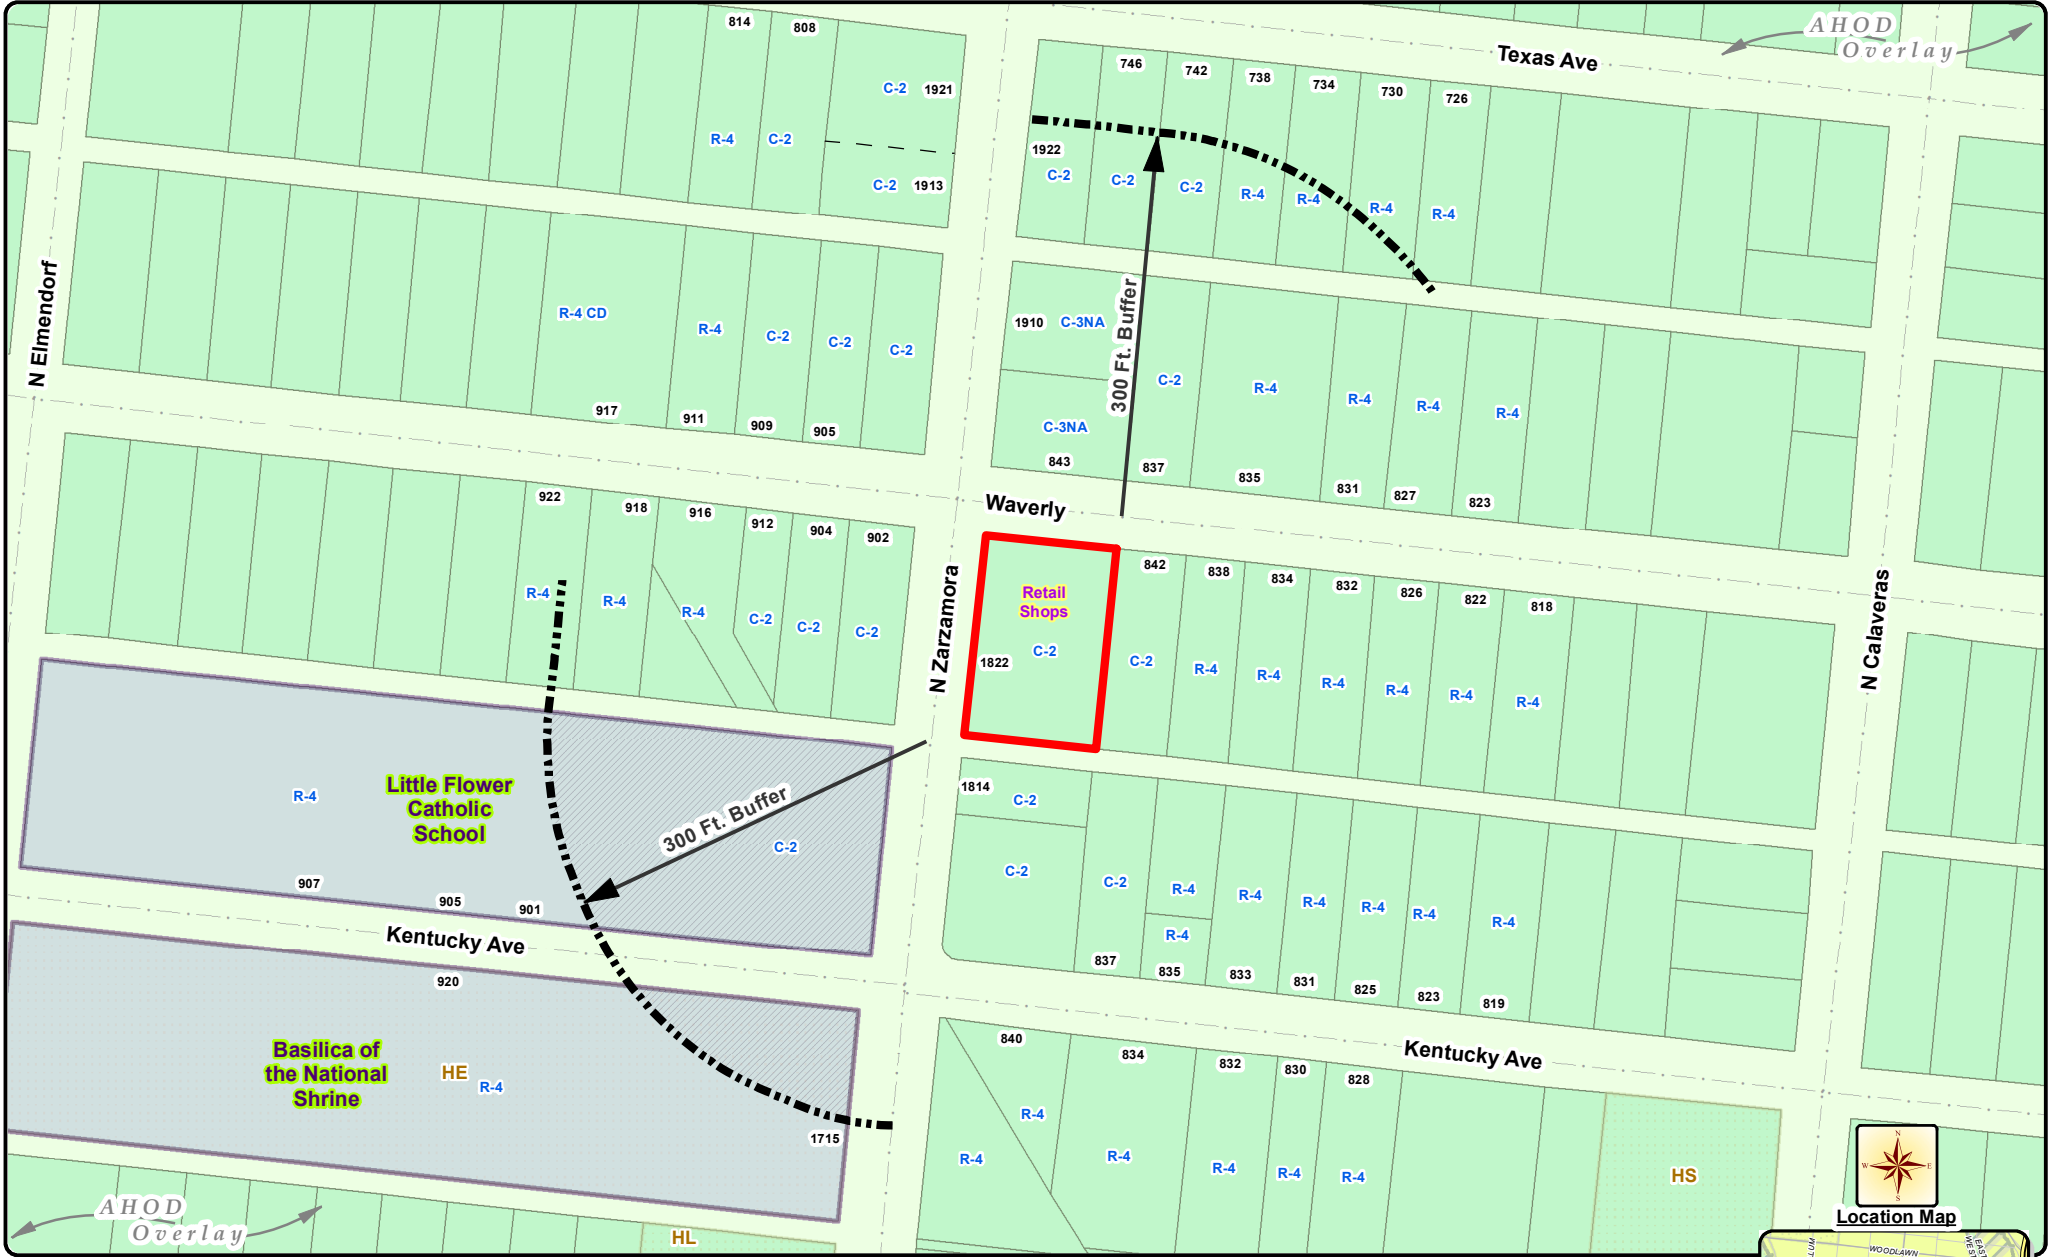 814
808
Texas Ave
AHOD
Overlay
C-2 1921
746
742
738
734
730
726
R-4
C-2
1922
C-2 1913
C-2
C-2
C-2
R-4
R-4
R-4
R-4
N Elmendorf
R-4 CD
R-4
C-2
C-2
C-2
1910 C-3NA
300 Ft. Buffer
C-2
R-4
R-4
R-4
R-4
917
911
909
905
C-3NA
843
837
835
831
827
823
Waverly
922
918
916
912
904
902
R-4
R-4
R-4
C-2
C-2
C-2
N Zarzamora
Retail
Shops
C-2
1822
842
838
834
832
826
822
818
C-2
R-4
R-4
R-4
R-4
R-4
R-4
N Calaveras
R-4
Little Flower
Catholic
School
300 Ft. Buffer
C-2
907
905
901
1814
C-2
C-2
C-2
R-4
R-4
R-4
R-4
R-4
R-4
R-4
837
835
833
831
825
823
819
Kentucky Ave
920
Basilica of
the National
Shrine
HE
R-4
1715
840
834
832
830
828
Kentucky Ave
R-4
R-4
R-4
R-4
R-4
R-4
HS
N
W
E
S
Location Map
AHOD
Overlay
HL
WOODLAWN